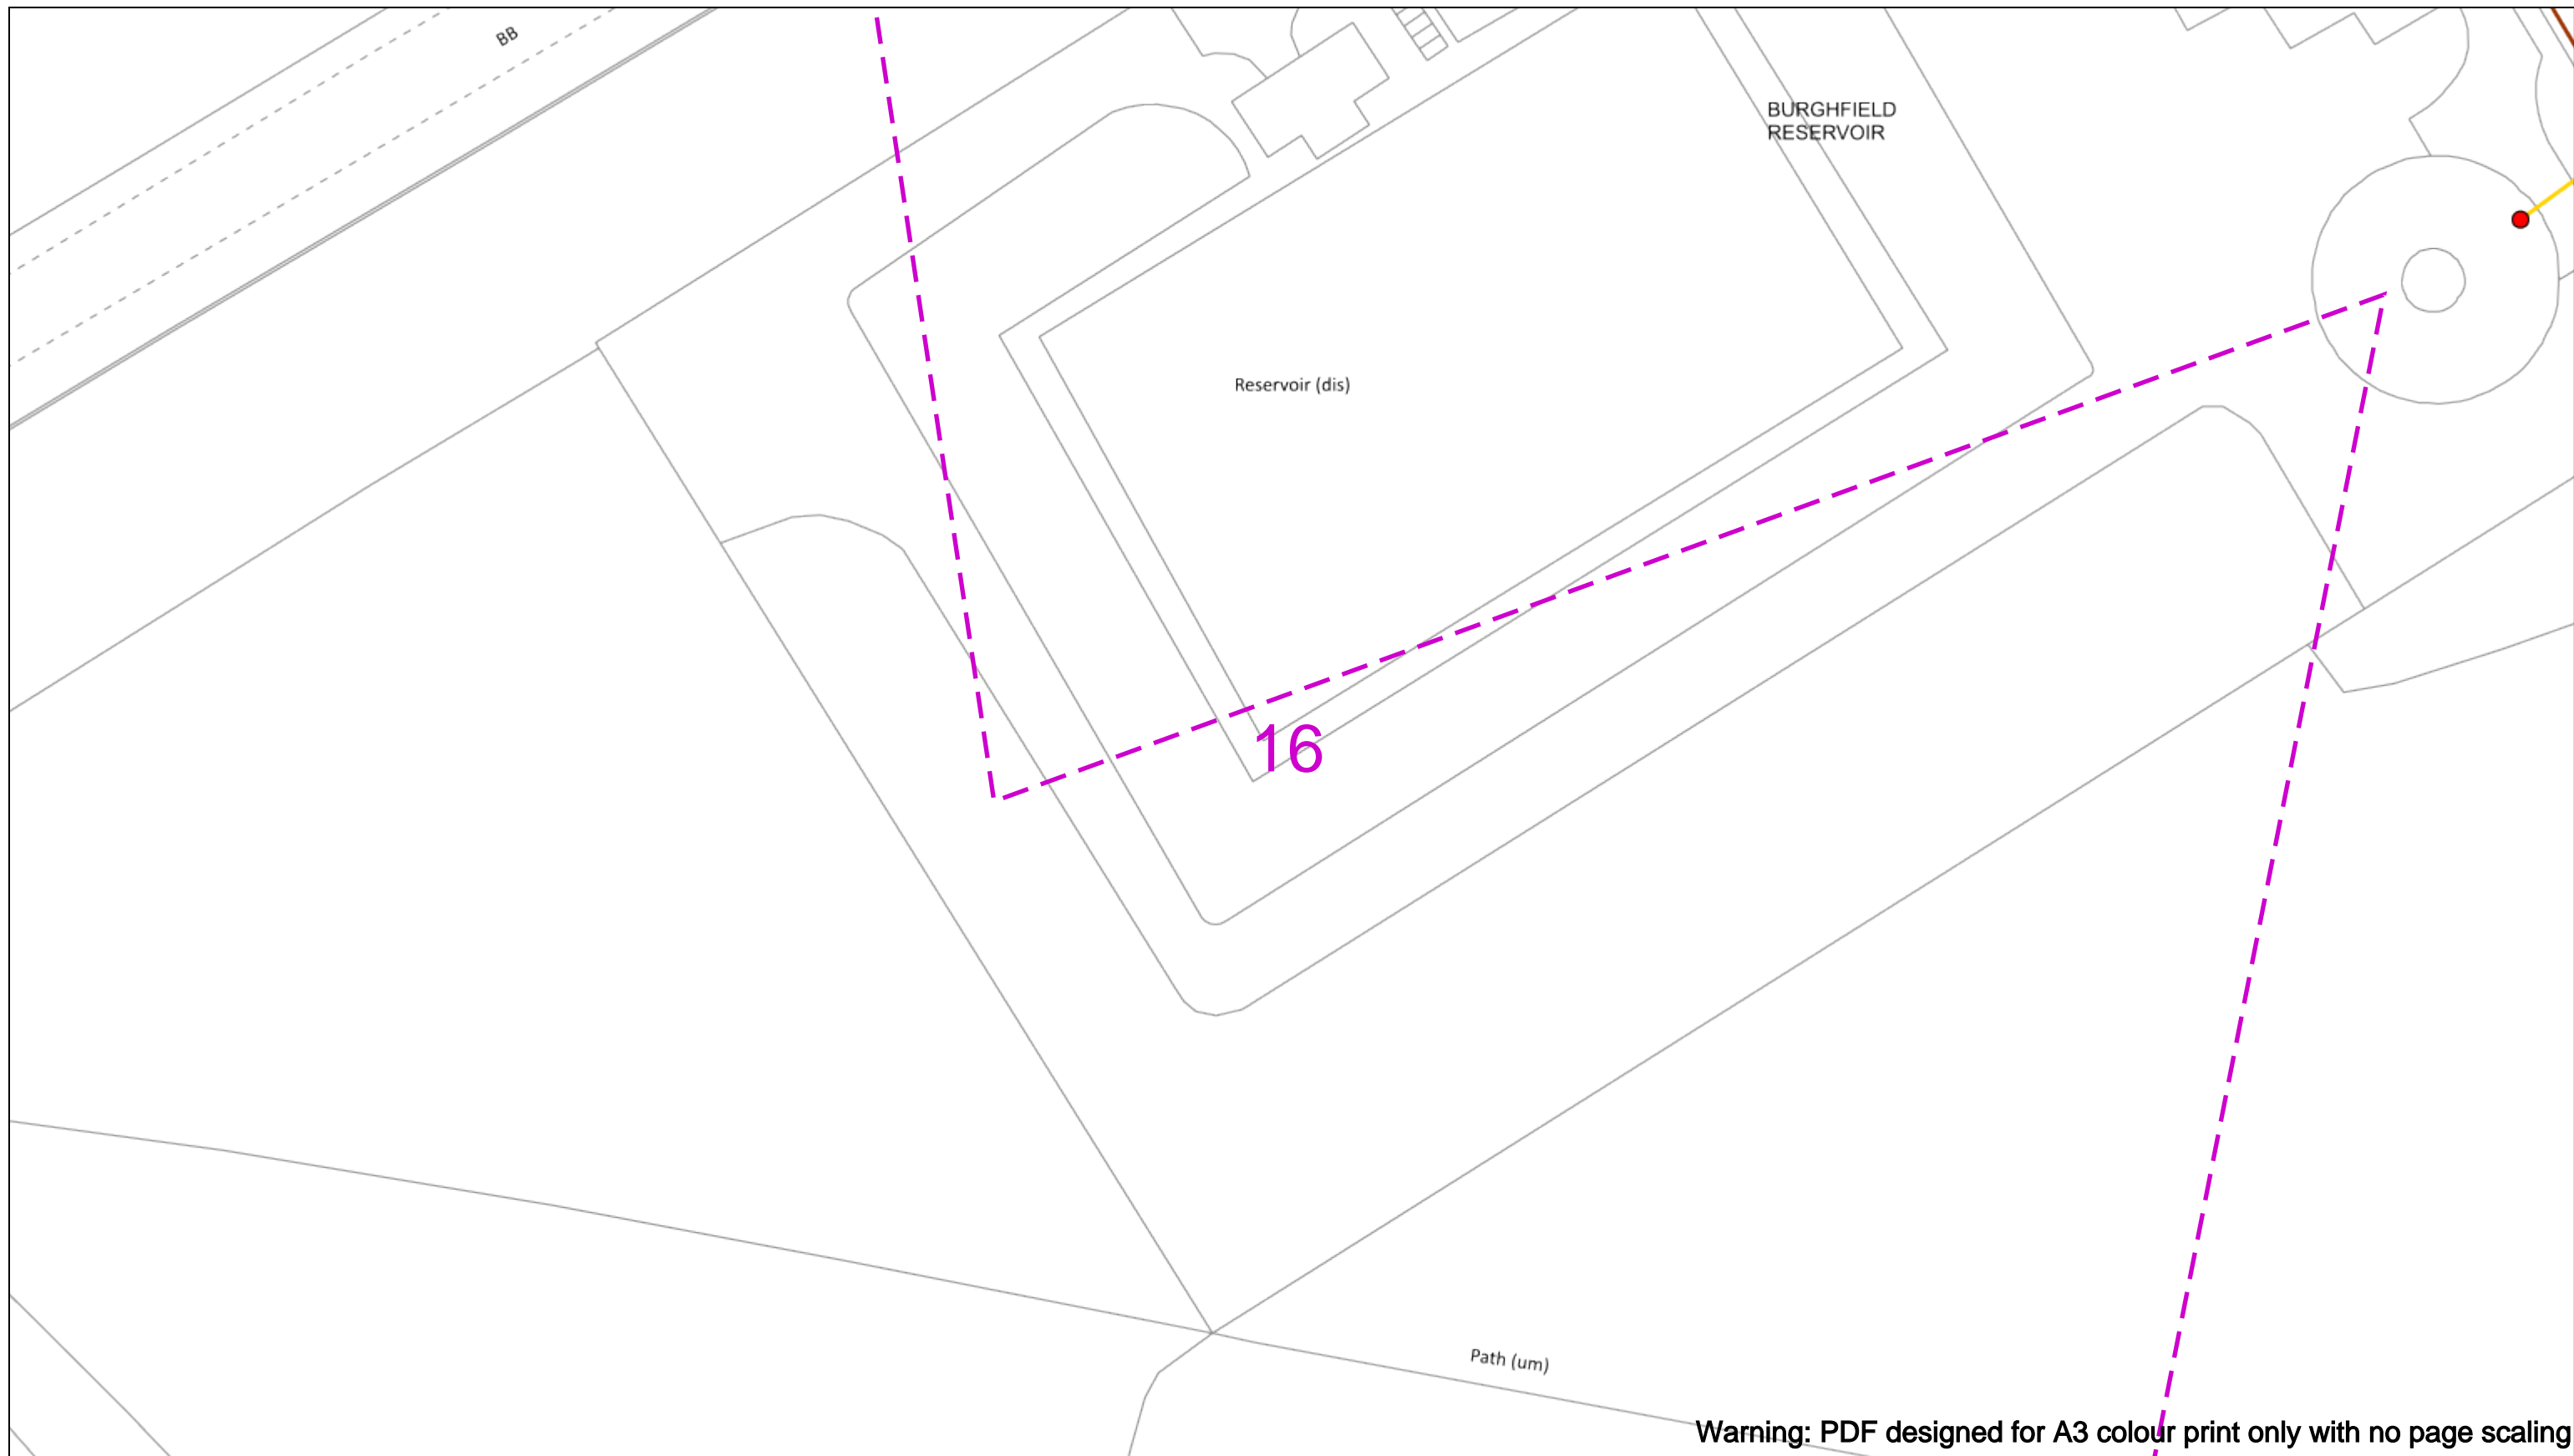 BB
BURGHFIELD
RESERVOIR
Reservoir (dis)
16
Path (um)
Warning: PDF designed for A3 colour print only with no page scaling